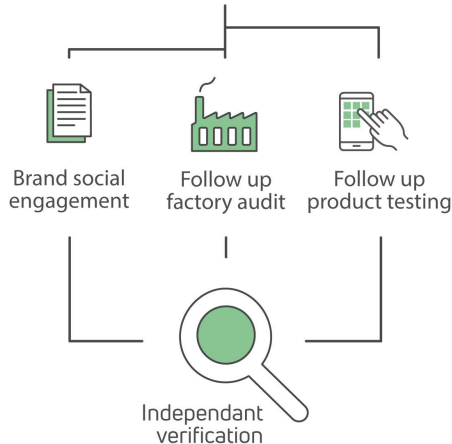 Brand social
engagement
Follow up
factory audit
Follow up
product testing
Independant
verification